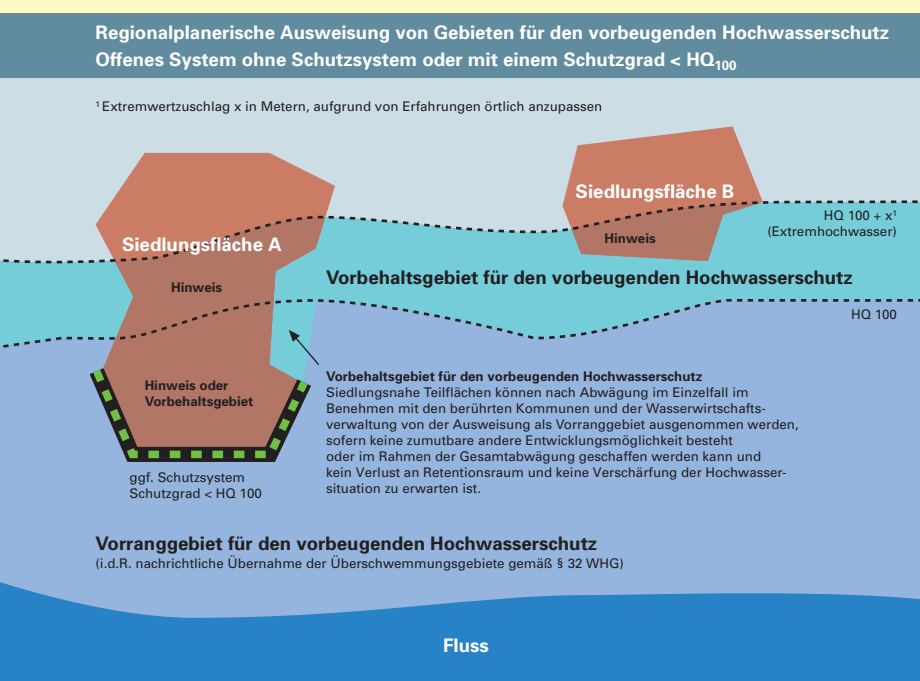 Regionalplanerische Ausweisung von Gebieten für den vorbeugenden Hochwasserschutz
Offenes System ohne Schutzsystem oder mit einem Schutzgrad < HQ100
¹ Extremwertzuschlag x in Metern, aufgrund von Erfahrungen örtlich anzupassen
Siedlungsfläche B
HQ 100 + x¹
(Extremhochwasser)
Hinweis
Siedlungsfläche A
Hinweis
Vorbehaltsgebiet für den vorbeugenden Hochwasserschutz
HQ 100
Hinweis oder
Vorbehaltsgebiet
Vorbehaltsgebiet für den vorbeugenden Hochwasserschutz
Siedlungsnahe Teilflächen können nach Abwägung im Einzelfall im
Benehmen mit den berührten Kommunen und der Wasserwirtschafts-
verwaltung von der Ausweisung als Vorranggebiet ausgenommen werden,
sofern keine zumutbare andere Entwicklungsmöglichkeit besteht
oder im Rahmen der Gesamtabwägung geschaffen werden kann und
kein Verlust an Retentionsraum und keine Verschärfung der Hochwasser-
situation zu erwarten ist.
ggf. Schutzsystem
Schutzgrad < HQ 100
Vorranggebiet für den vorbeugenden Hochwasserschutz
(i.d.R. nachrichtliche Übernahme der Überschwemmungsgebiete gemäß § 32 WHG)
Fluss